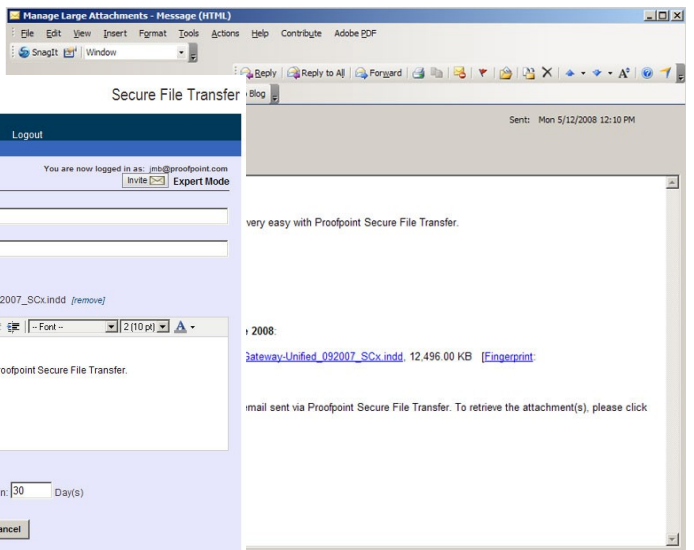 Manage Large Attachments - Message (HTML)
File Edit View Insert Format Tools Actions Help Contribute Adobe PDF
SnagIt Window
Reply Reply to All Forward
Blog
Secure File Transfer
Logout
Sent: Mon 5/12/2008 12:10 PM
You are now logged in as: jmb@proofpoint.com
Invite Expert Mode
very easy with Proofpoint Secure File Transfer.
2007_SCx.indd [remove]
-- Font -- 2 (10 pt) A
2008:
Gateway-Unified_092007_SCx.indd, 12,496.00 KB [Fingerprint:
roofpoint Secure File Transfer.
email sent via Proofpoint Secure File Transfer. To retrieve the attachment(s), please click
n: 30 Day(s)
ancel